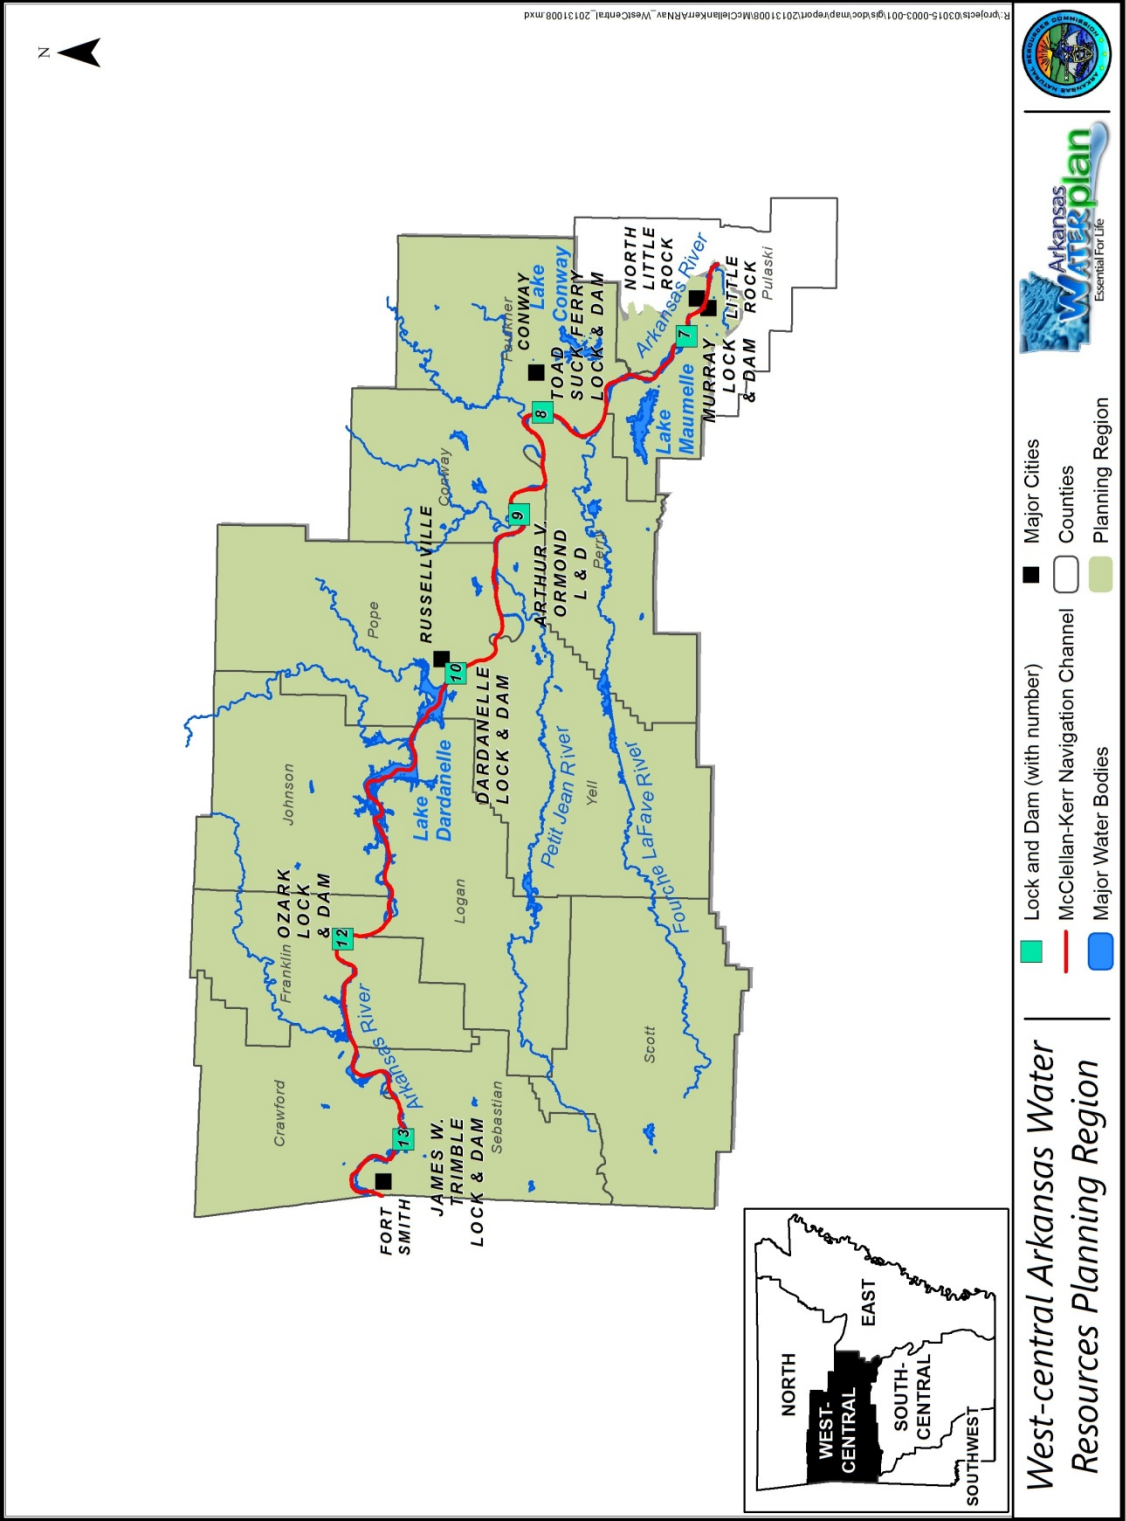 N
R:\projects\03015-0003-001\gis\doc\map\report\20131008\McClellanKerrARNav_WestCentral_20131008.mxd
Crawford
Franklin
OZARK
LOCK
& DAM
12
Johnson
Pope
RUSSELLVILLE
10
DARDANELLE
LOCK & DAM
Lake
Dardanelle
Arkansas River
13
FORT
SMITH
JAMES W.
TRIMBLE
LOCK & DAM
Sebastian
Logan
Scott
Yell
Petit Jean River
Fourche LaFave River
Conway
9
ARTHUR V.
ORMOND
L & D
Perry
Faulkner
CONWAY
Lake
Conway
8
TOAD
SUCK FERRY
LOCK & DAM
NORTH
LITTLE
ROCK
Arkansas River
7
Lake
Maumelle
MURRAY
LOCK
& DAM
LITTLE
ROCK
Pulaski
NORTH
WEST-
CENTRAL
EAST
SOUTH-
CENTRAL
SOUTHWEST
West-central Arkansas Water
Resources Planning Region
Lock and Dam (with number)
McClellan-Kerr Navigation Channel
Major Water Bodies
Major Cities
Counties
Planning Region
Arkansas
WATERplan
Essential For Life
ARKANSAS NATURAL RESOURCES COMMISSION